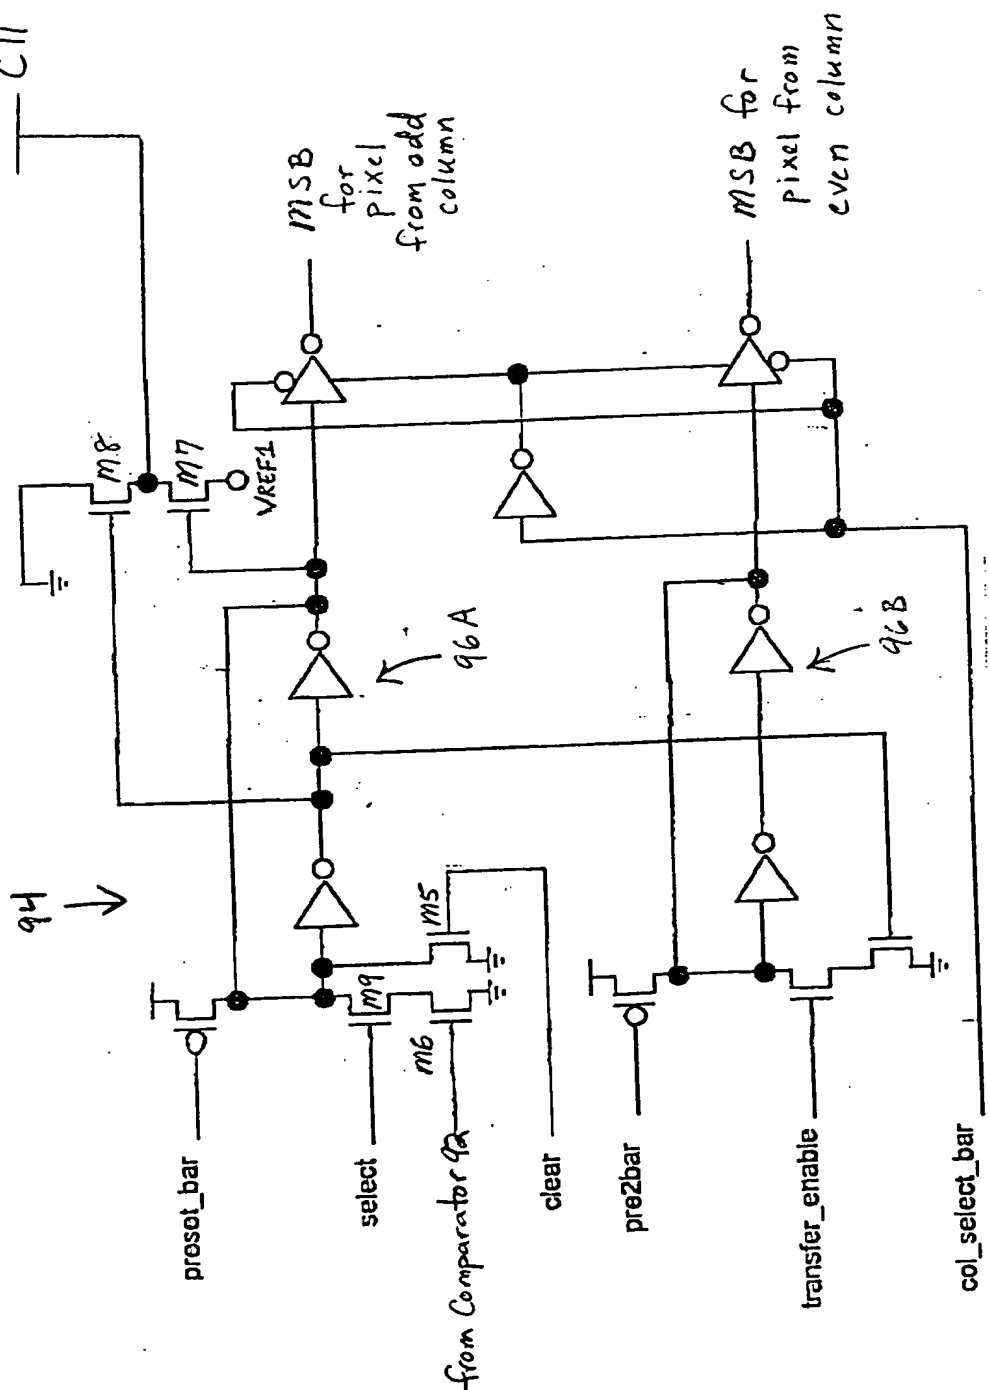 94
C11
M8
M7
VREF1
MSB
for
pixel
from odd
column
96A
prosot_bar
select
M9
M6
M5
from Comparator 92
clear
pre2bar
transfer_enable
96B
MSB for
pixel from
even column
col_select_bar